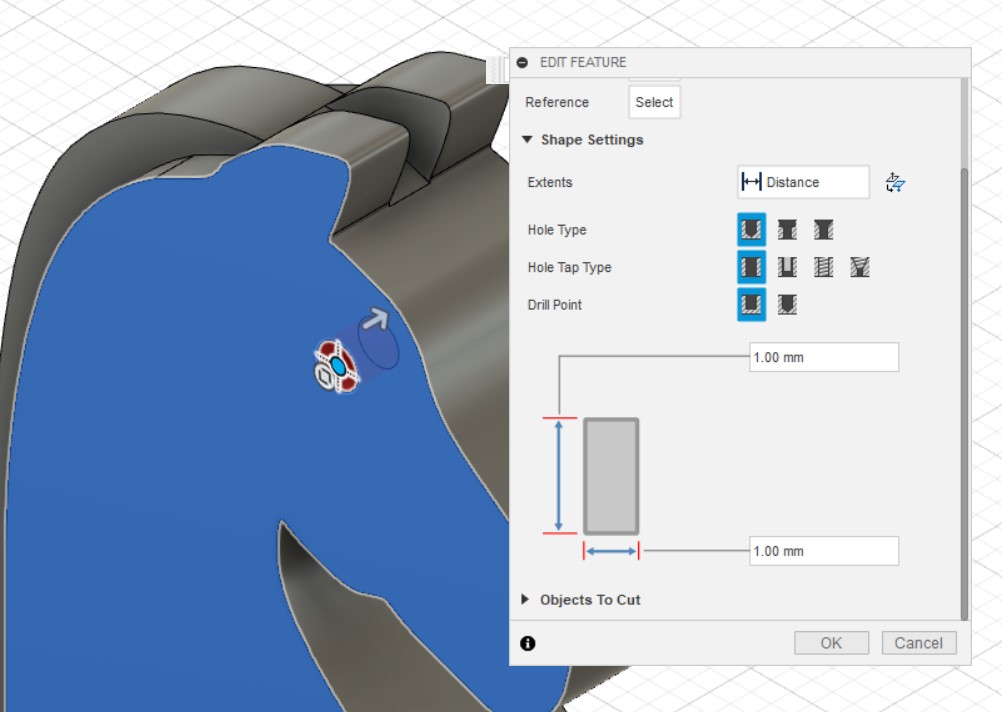 EDIT FEATURE
Reference Select
Shape Settings
Extents Distance
Hole Type
Hole Tap Type
Drill Point
1.00 mm
1.00 mm
Objects To Cut
OK Cancel